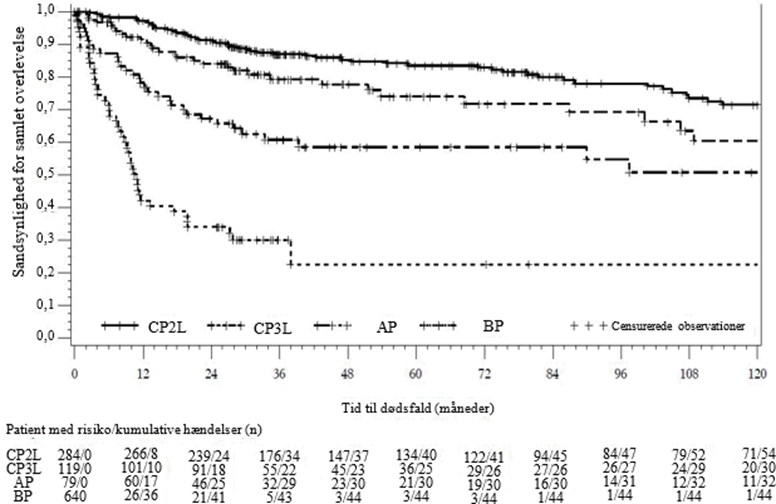 Sandsynlighed for samlet overlevelse
1,0
0,9
0,8
0,7
0,6
0,5
0,4
0,3
0,2
0,1
0,0
CP2L CP3L AP BP Censurerede observationer
0 12 24 36 48 60 72 84 96 108 120
Tid til dødsfald (måneder)
Patient med risiko/kumulative hændelser (n)
CP2L 284/0 266/8 239/24 176/34 147/37 134/40 122/41 94/45 84/47 79/52 71/54
CP3L 119/0 101/10 91/18 55/22 45/23 36/25 29/26 27/26 26/27 24/29 20/30
AP 79/0 60/17 46/25 32/29 23/30 21/30 19/30 16/30 14/31 12/32 11/32
BP 640 26/36 21/41 5/43 3/44 3/44 3/44 1/44 1/44 1/44 1/44